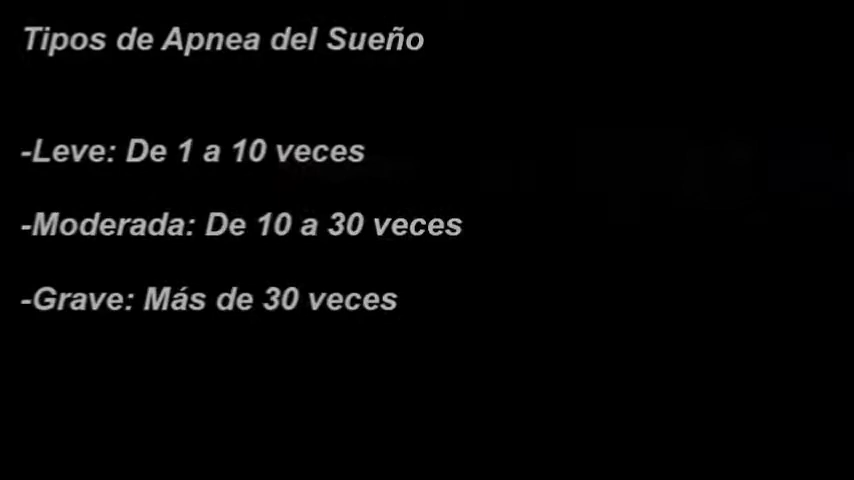 Tipos de Apnea del Sueño
-Leve: De 1 a 10 veces
-Moderada: De 10 a 30 veces
-Grave: Más de 30 veces